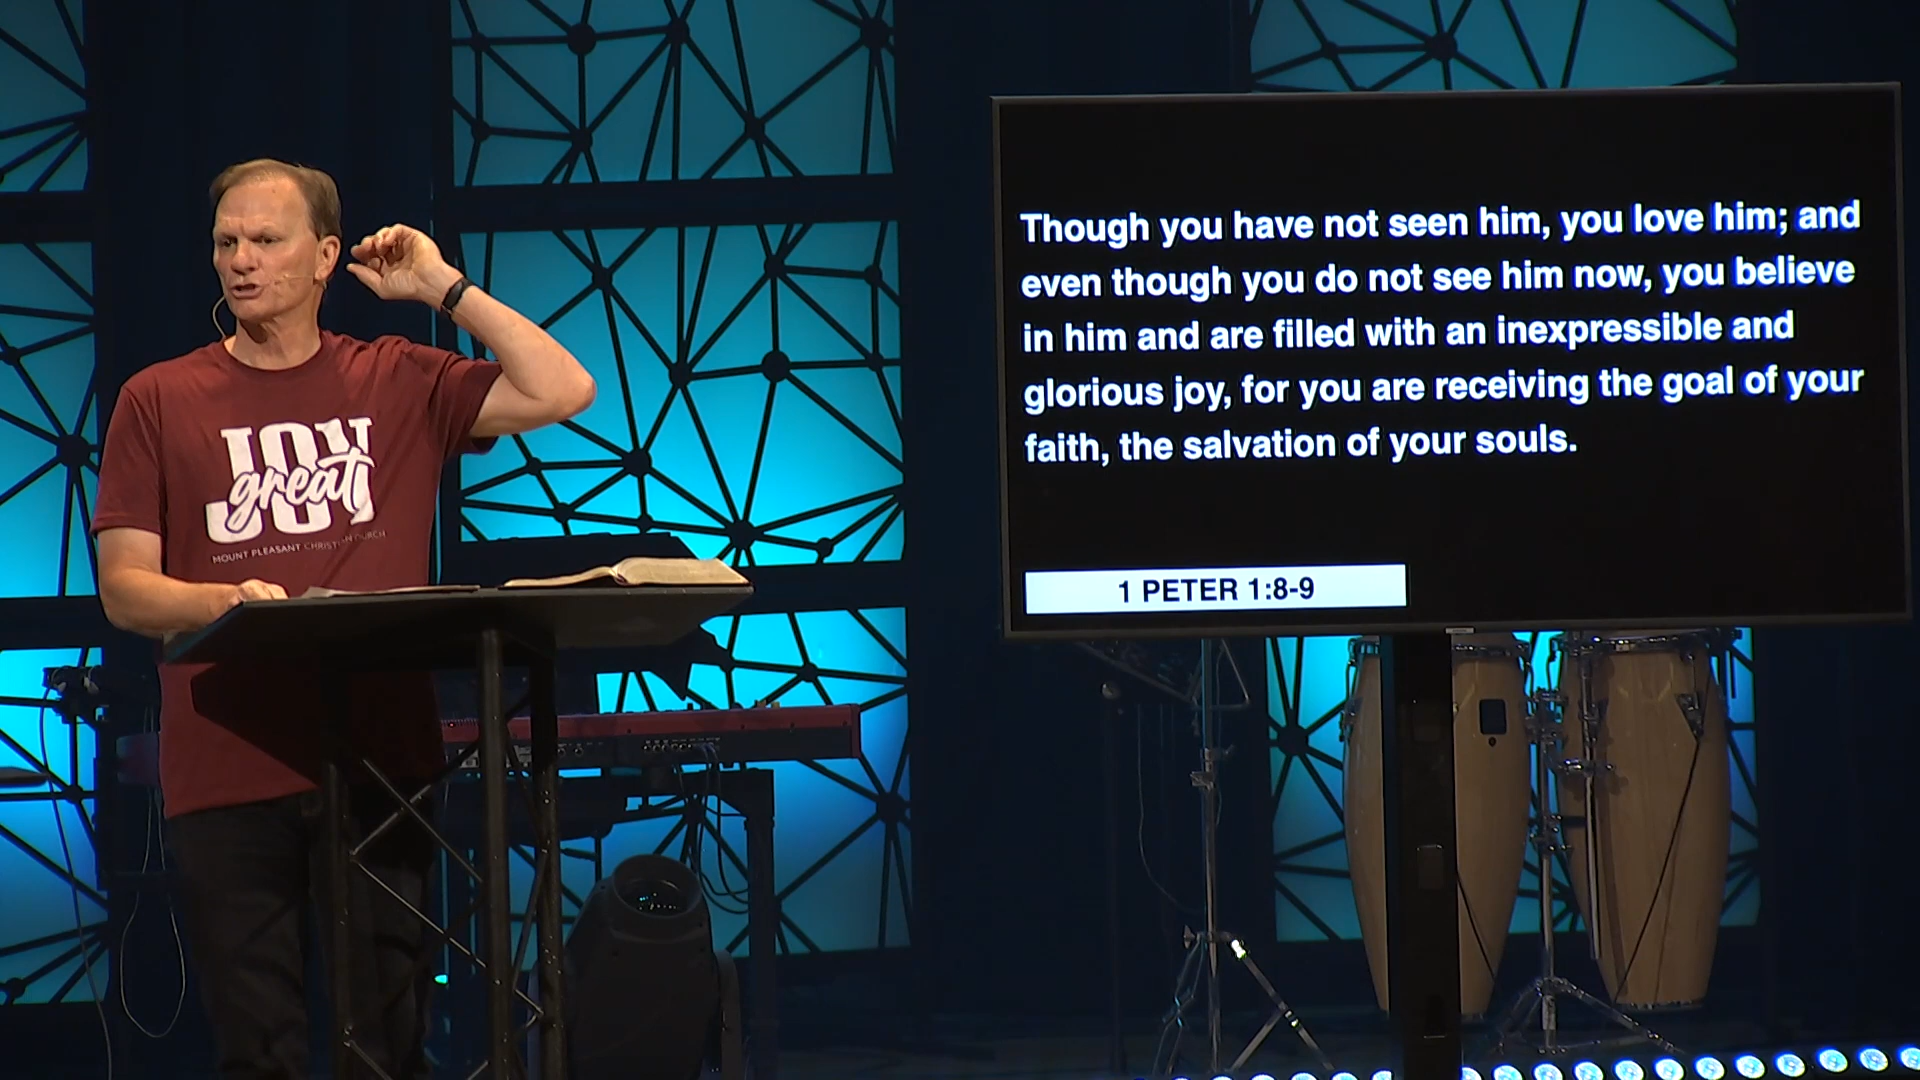 JOY
great
MOUNT PLEASANT CHRISTIAN CHURCH
Though you have not seen him, you love him; and
even though you do not see him now, you believe
in him and are filled with an inexpressible and
glorious joy, for you are receiving the goal of your
faith, the salvation of your souls.
1 PETER 1:8-9